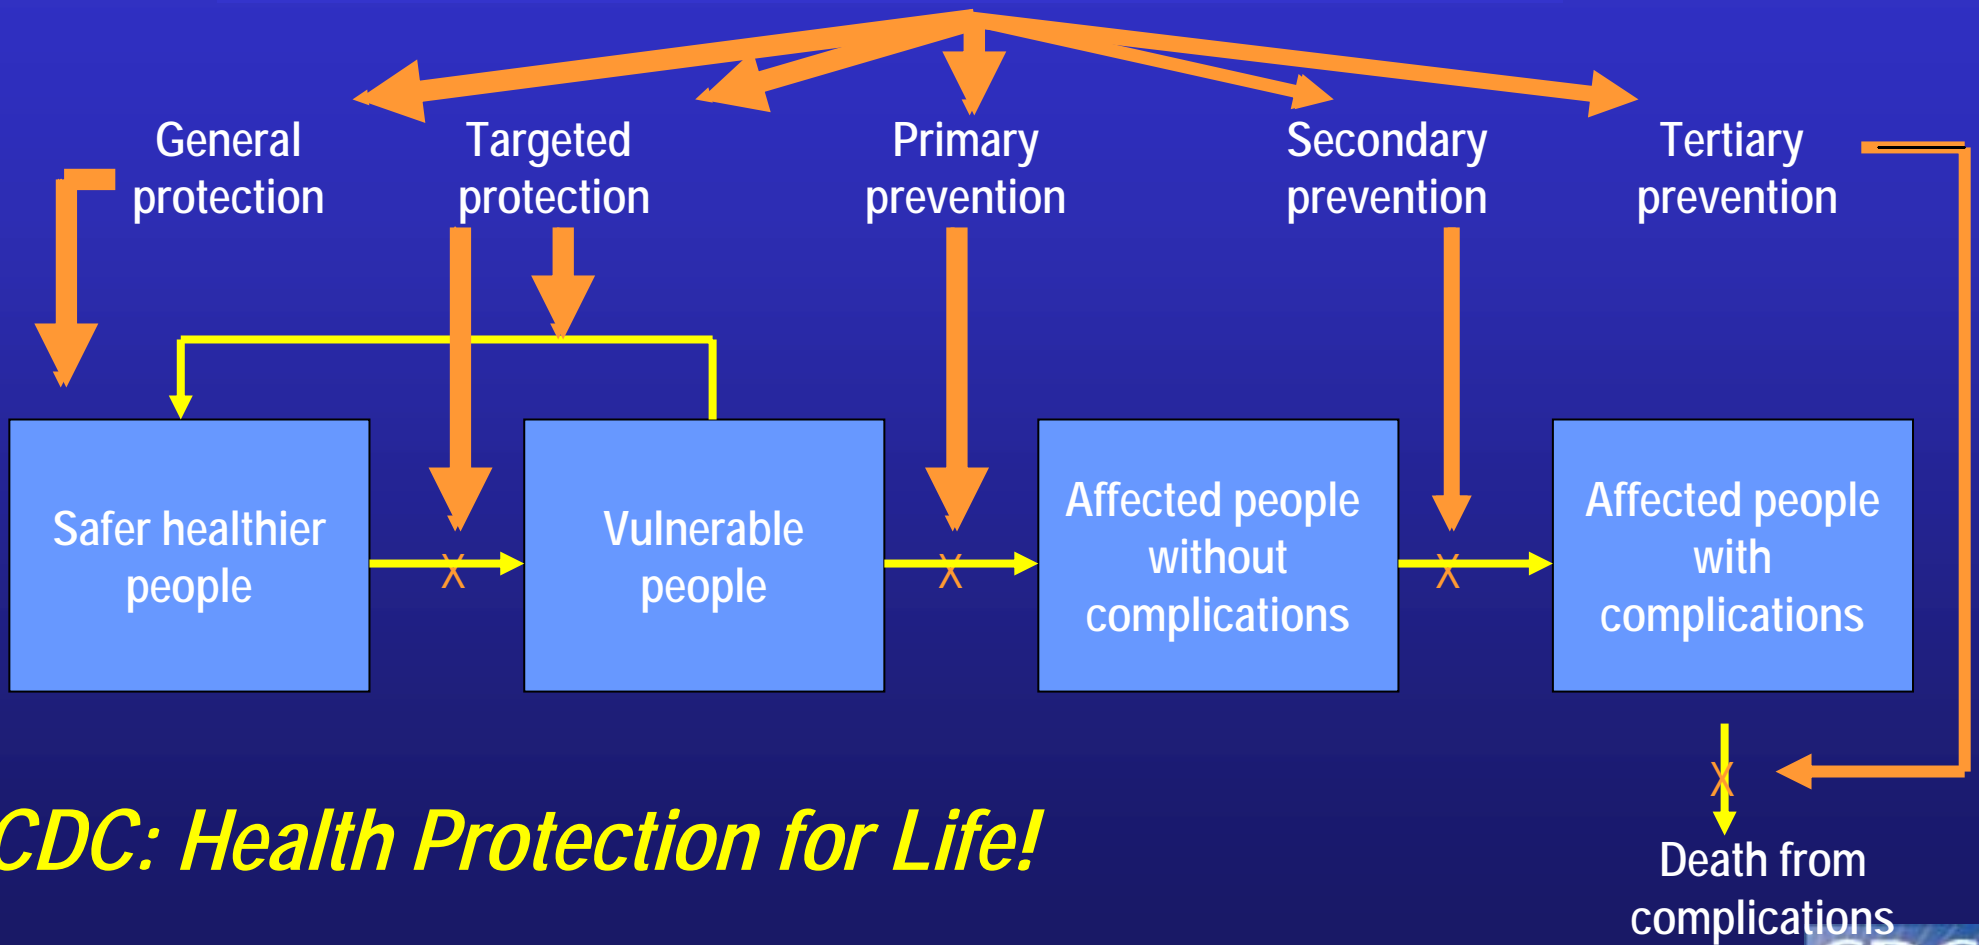 General
protection
Targeted
protection
Primary
prevention
Secondary
prevention
Tertiary
prevention
Safer healthier
people
X
Vulnerable
people
X
Affected people
without
complications
X
Affected people
with
complications
X
Death from
complications
CDC: Health Protection for Life!